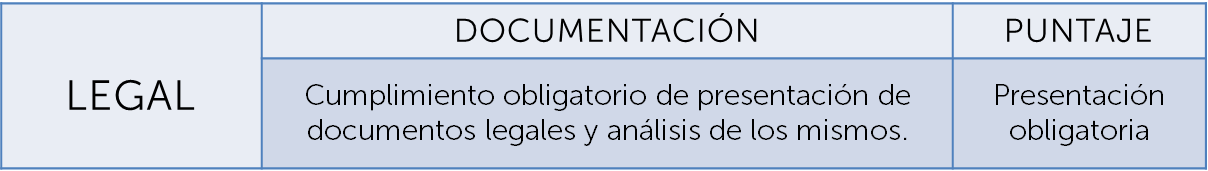 LEGAL
DOCUMENTACIÓN
PUNTAJE
Cumplimiento obligatorio de presentación de
documentos legales y análisis de los mismos.
Presentación
obligatoria